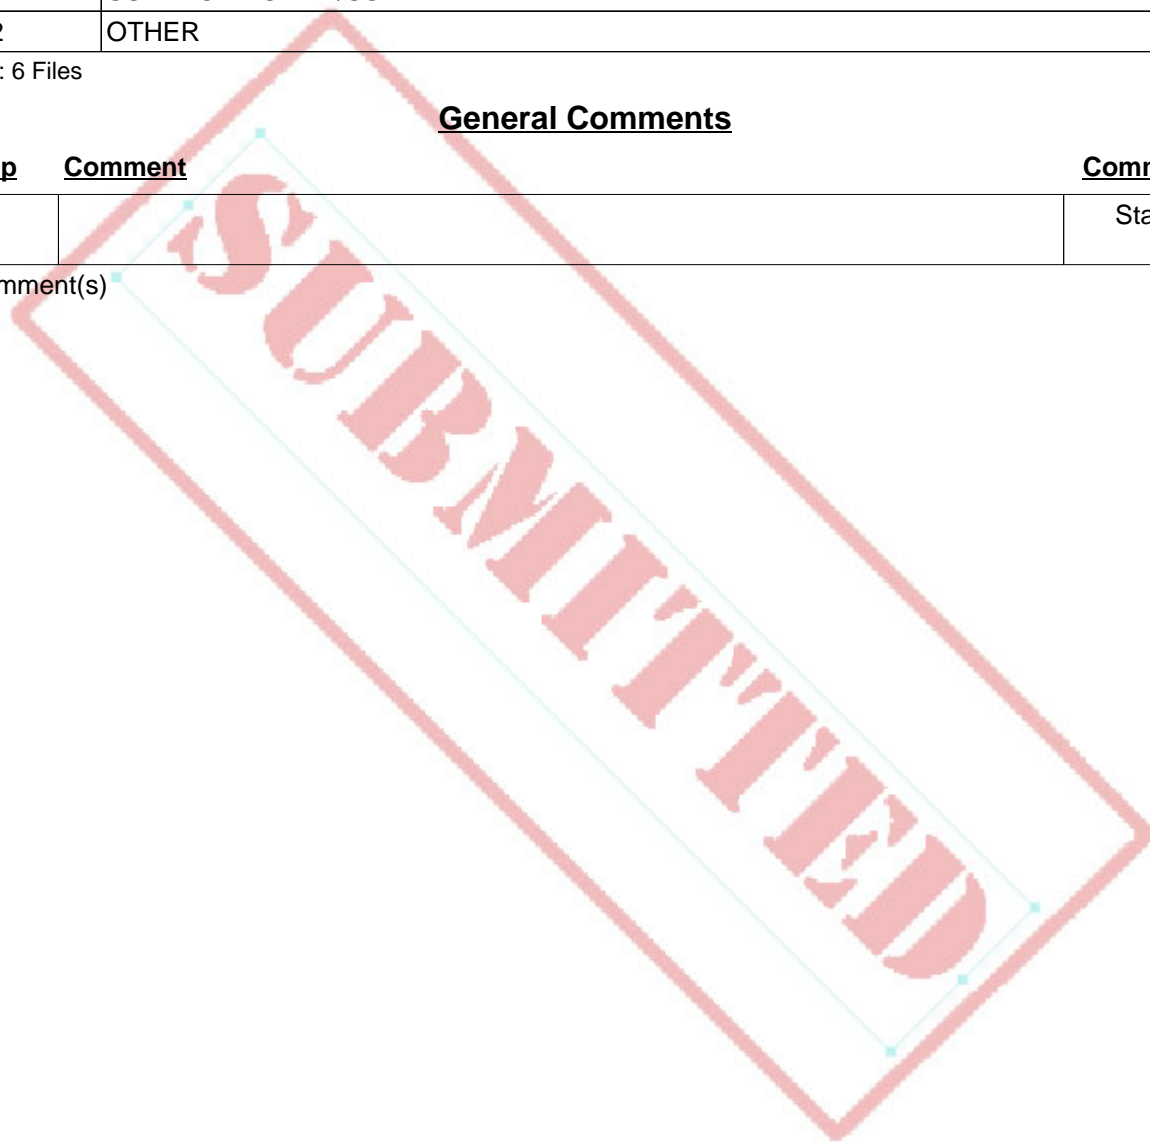 2 OTHER
: 6 Files
General Comments
p Comment Comm
Sta
mment(s)
SUBMITTED